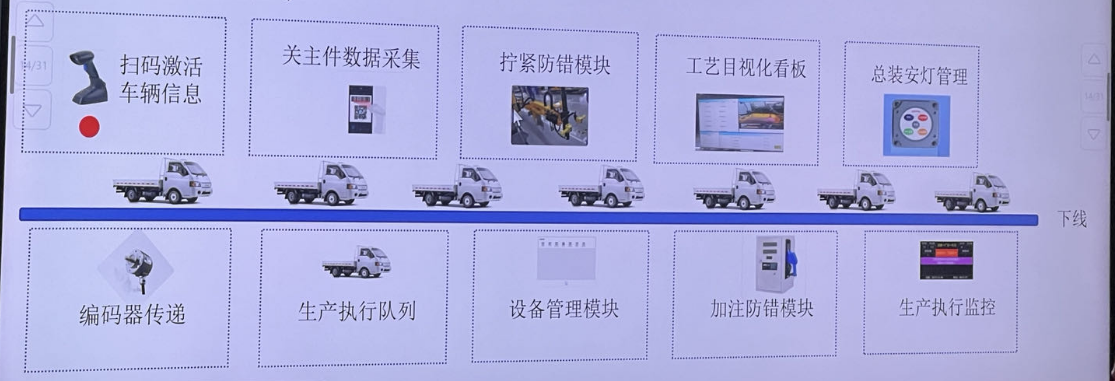 14/31
扫码激活
车辆信息
关主件数据采集
拧紧防错模块
工艺目视化看板
总装安灯管理
下线
编码器传递
生产执行队列
设备管理模块
加注防错模块
生产执行监控